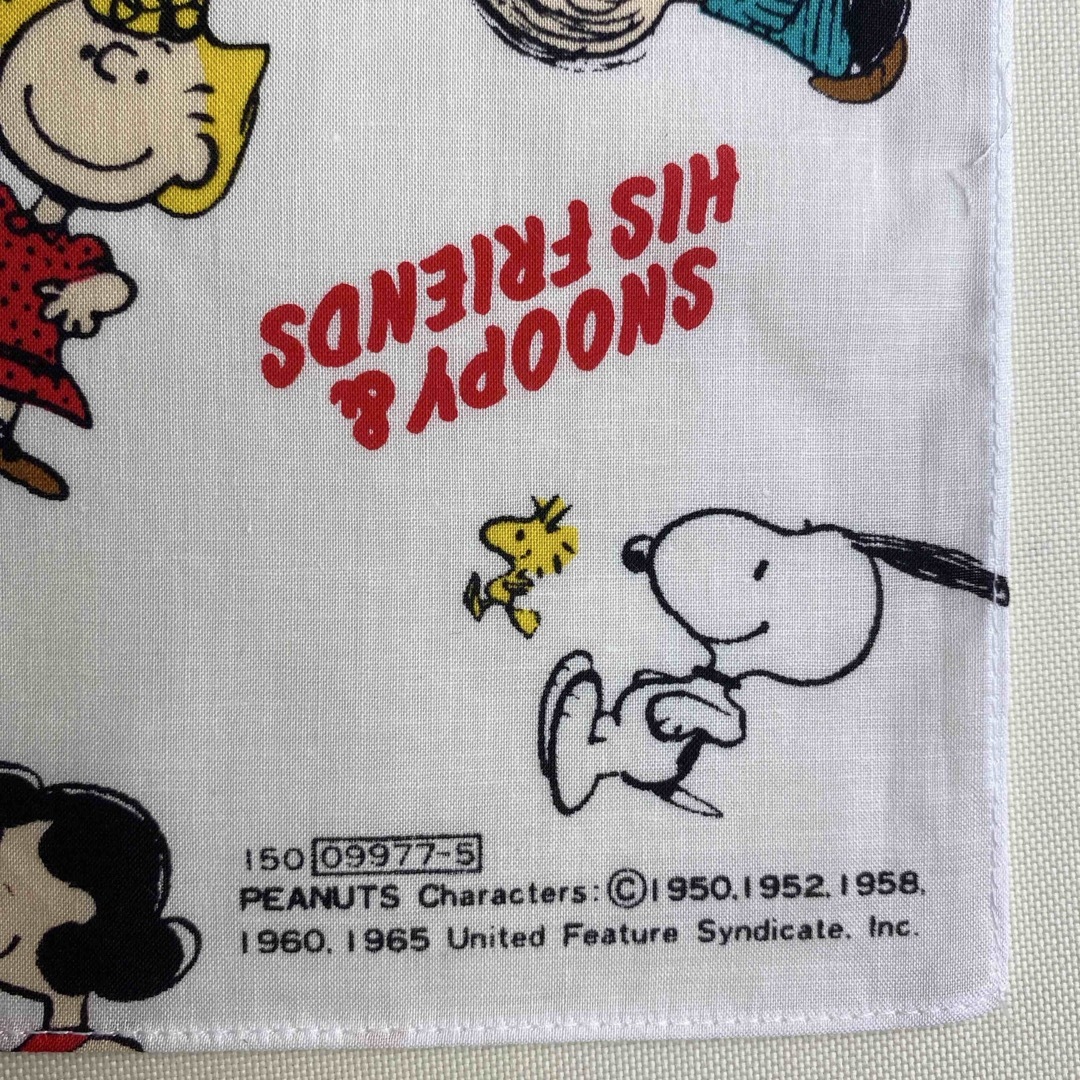 SNOOPY &
HIS FRIENDS
150 09977-5
PEANUTS Characters: ©1950, 1952, 1958,
1960, 1965 United Feature Syndicate, Inc.